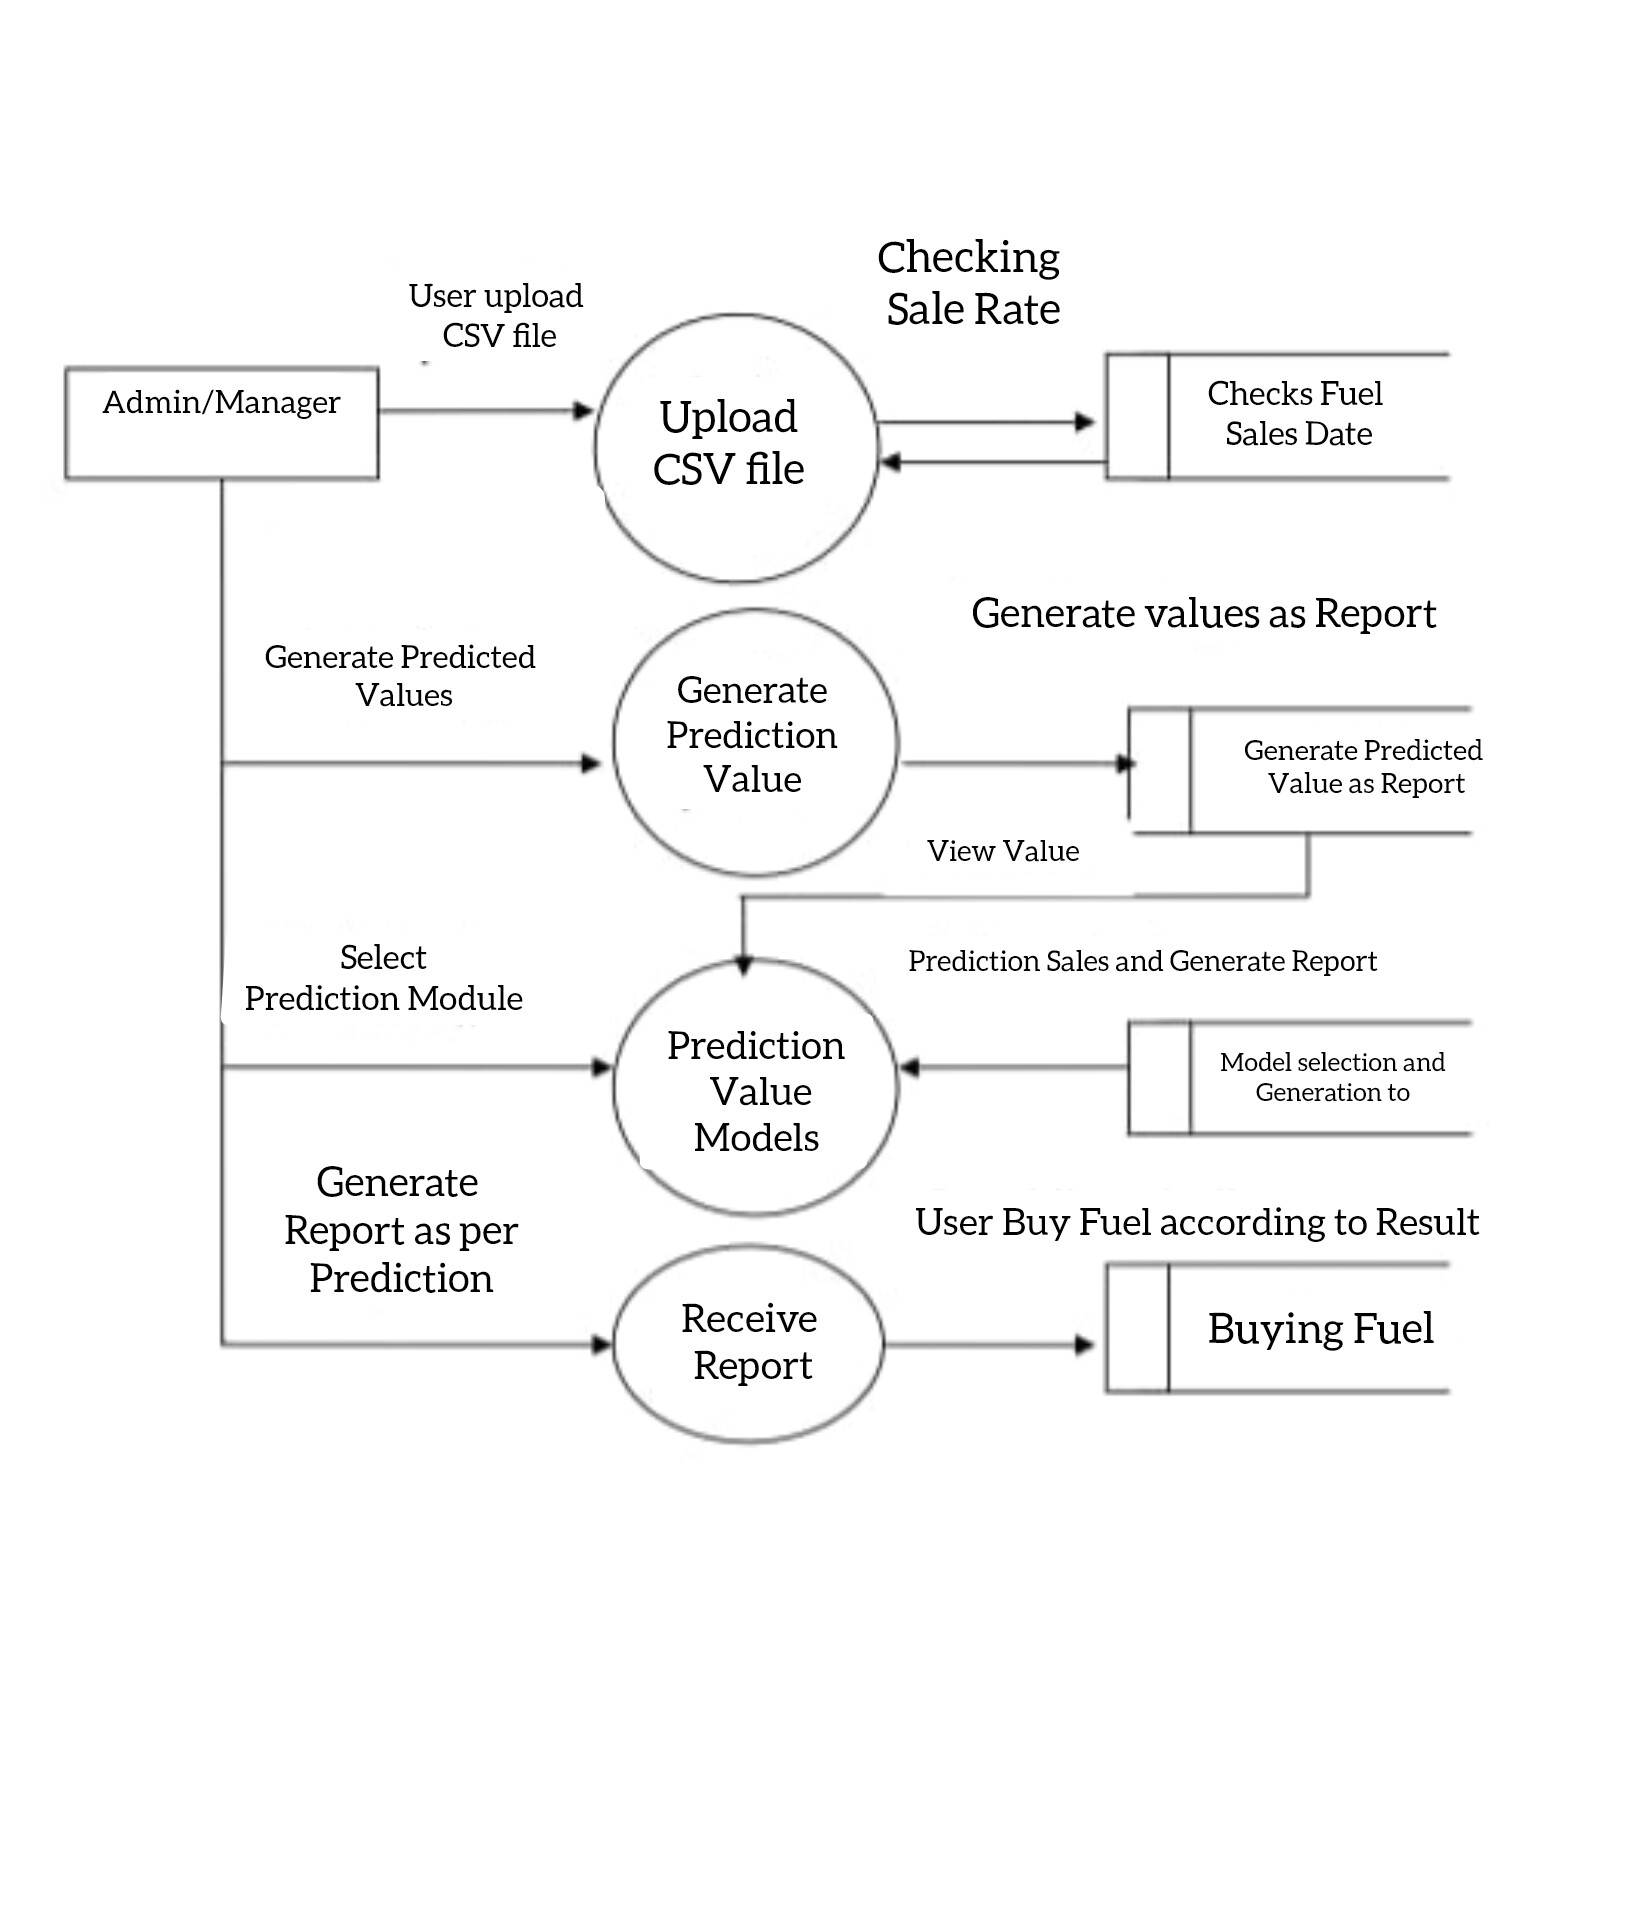 Checking
Sale Rate
User upload
CSV file
Admin/Manager
Upload
CSV file
Checks Fuel
Sales Date
Generate values as Report
Generate Predicted
Values
Generate
Prediction
Value
Generate Predicted
Value as Report
View Value
Select
Prediction Module
Prediction Sales and Generate Report
Prediction
Value
Models
Model selection and
Generation to
Generate
Report as per
Prediction
User Buy Fuel according to Result
Receive
Report
Buying Fuel